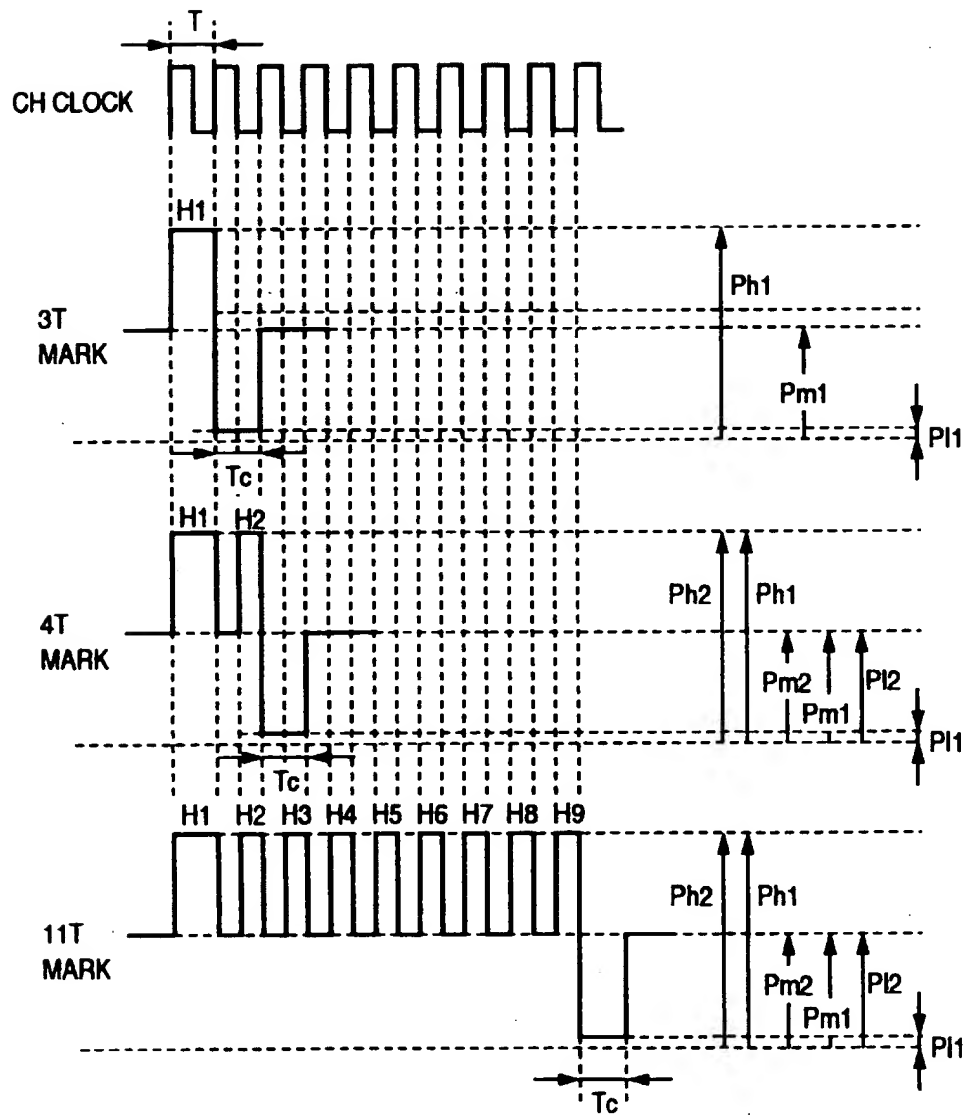 T
CH CLOCK
H1
3T
MARK
Ph1
Pm1
Pl1
Tc
H1 H2
4T
MARK
Ph2 Ph1
Pm2 Pm1 Pl2
Pl1
Tc
H1 H2 H3 H4 H5 H6 H7 H8 H9
11T
MARK
Ph2 Ph1
Pm2 Pm1 Pl2
Pl1
Tc